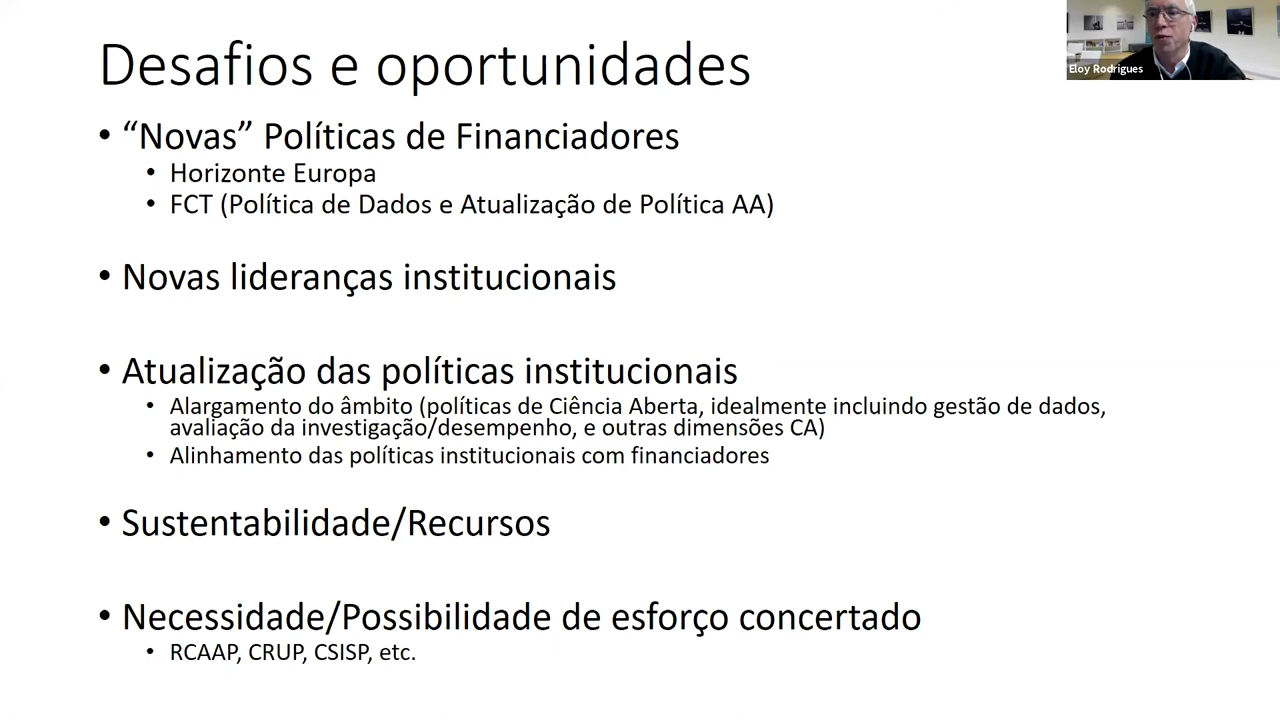 Desafios e oportunidades
Eloy Rodrigues
• “Novas” Políticas de Financiadores
• Horizonte Europa
• FCT (Política de Dados e Atualização de Política AA)
• Novas lideranças institucionais
• Atualização das políticas institucionais
• Alargamento do âmbito (políticas de Ciência Aberta, idealmente incluindo gestão de dados,
avaliação da investigação/desempenho, e outras dimensões CA)
• Alinhamento das políticas institucionais com financiadores
• Sustentabilidade/Recursos
• Necessidade/Possibilidade de esforço concertado
• RCAAP, CRUP, CSISP, etc.